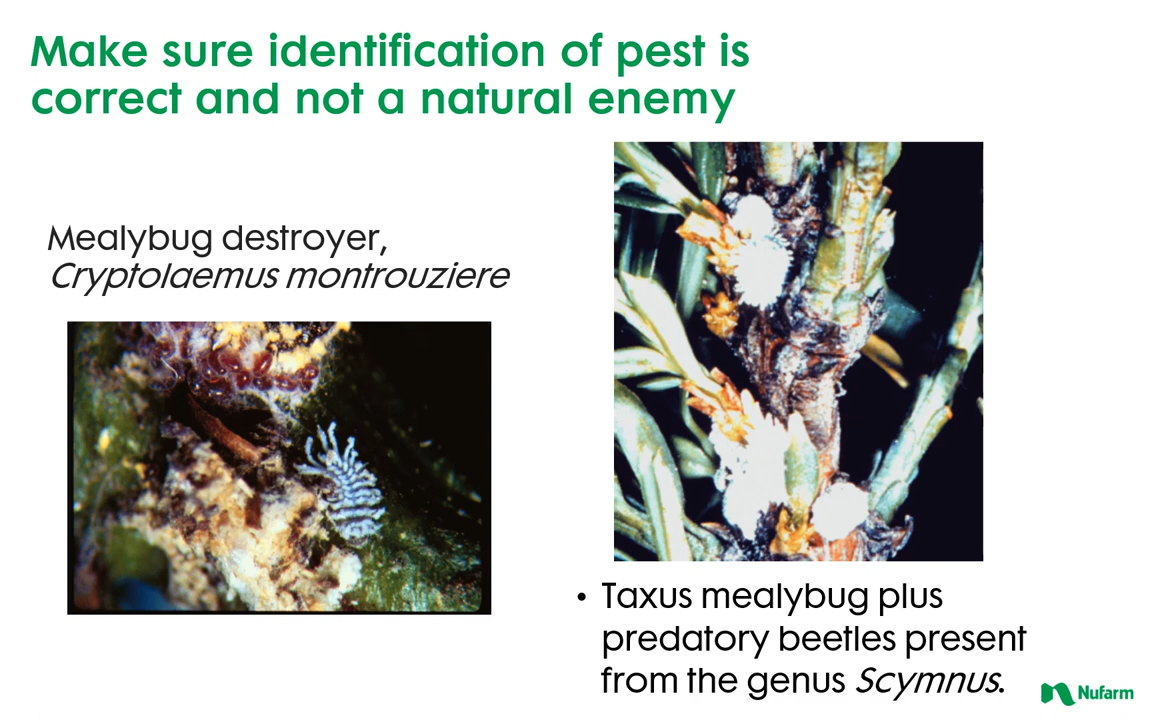 Make sure identification of pest is
correct and not a natural enemy
Mealybug destroyer,
Cryptolaemus montrouziere
• Taxus mealybug plus
predatory beetles present
from the genus Scymnus.
Nufarm